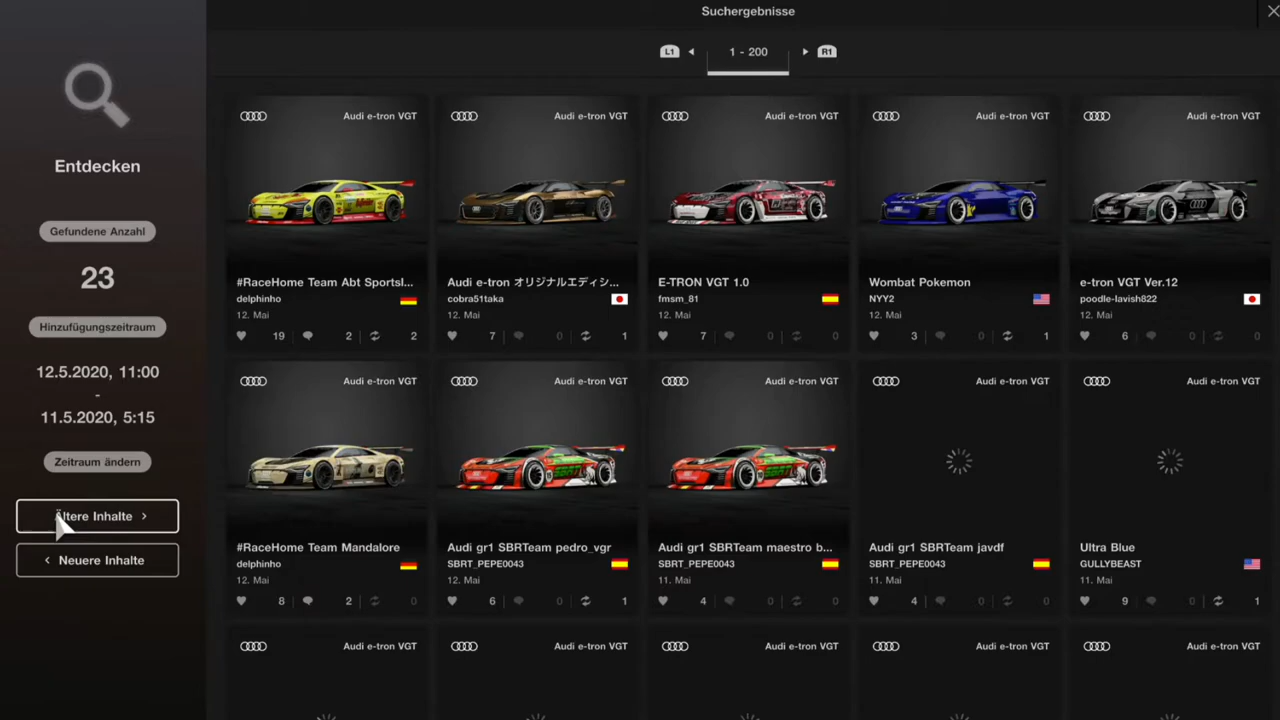 Suchergebnisse
L1 1 - 200 R1
Entdecken
Gefundene Anzahl
23
Hinzufügungszeitraum
12.5.2020, 11:00
-
11.5.2020, 5:15
Zeitraum ändern
Ältere Inhalte >
< Neuere Inhalte
Audi e-tron VGT
#RaceHome Team Abt Sportsl...
delphinho
12. Mai
19 2 2
Audi e-tron VGT
Audi e-tron オリジナルエディシ...
cobra51taka
12. Mai
7 0 1
Audi e-tron VGT
E-TRON VGT 1.0
fmsm_81
12. Mai
7 0 0
Audi e-tron VGT
Wombat Pokemon
NYY2
12. Mai
3 0 1
Audi e-tron VGT
e-tron VGT Ver.12
poodle-lavish822
12. Mai
6 0 0
Audi e-tron VGT
#RaceHome Team Mandalore
delphinho
12. Mai
8 2 0
Audi e-tron VGT
Audi gr1 SBRTeam pedro_vgr
SBRT_PEPE0043
12. Mai
6 0 1
Audi e-tron VGT
Audi gr1 SBRTeam maestro b...
SBRT_PEPE0043
11. Mai
4 0 0
Audi e-tron VGT
Audi gr1 SBRTeam javdf
SBRT_PEPE0043
11. Mai
4 0 0
Audi e-tron VGT
Ultra Blue
GULLYBEAST
11. Mai
9 0 1
Audi e-tron VGT
Audi e-tron VGT
Audi e-tron VGT
Audi e-tron VGT
Audi e-tron VGT